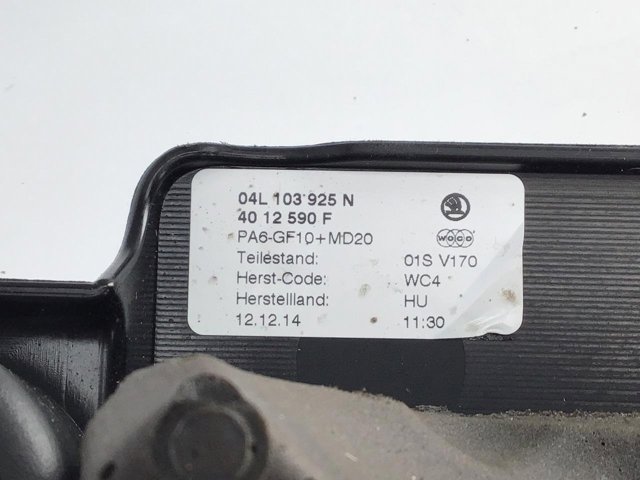 04L 103 925 N
40 12 590 F
WOCO
PA6-GF10+MD20
Teilestand: 01S V170
Herst-Code: WC4
Herstellland: HU
12.12.14 11:30